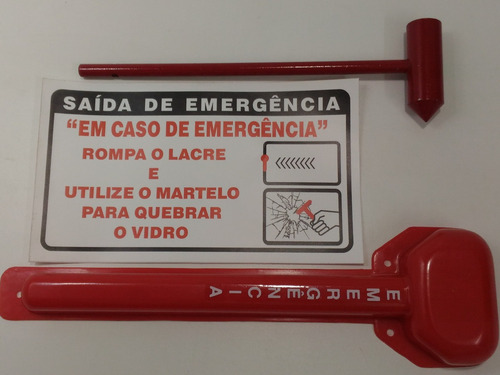 SAÍDA DE EMERGÊNCIA
“EM CASO DE EMERGÊNCIA”
ROMPA O LACRE
E
UTILIZE O MARTELO
PARA QUEBRAR
O VIDRO
EMERGÊNCIA